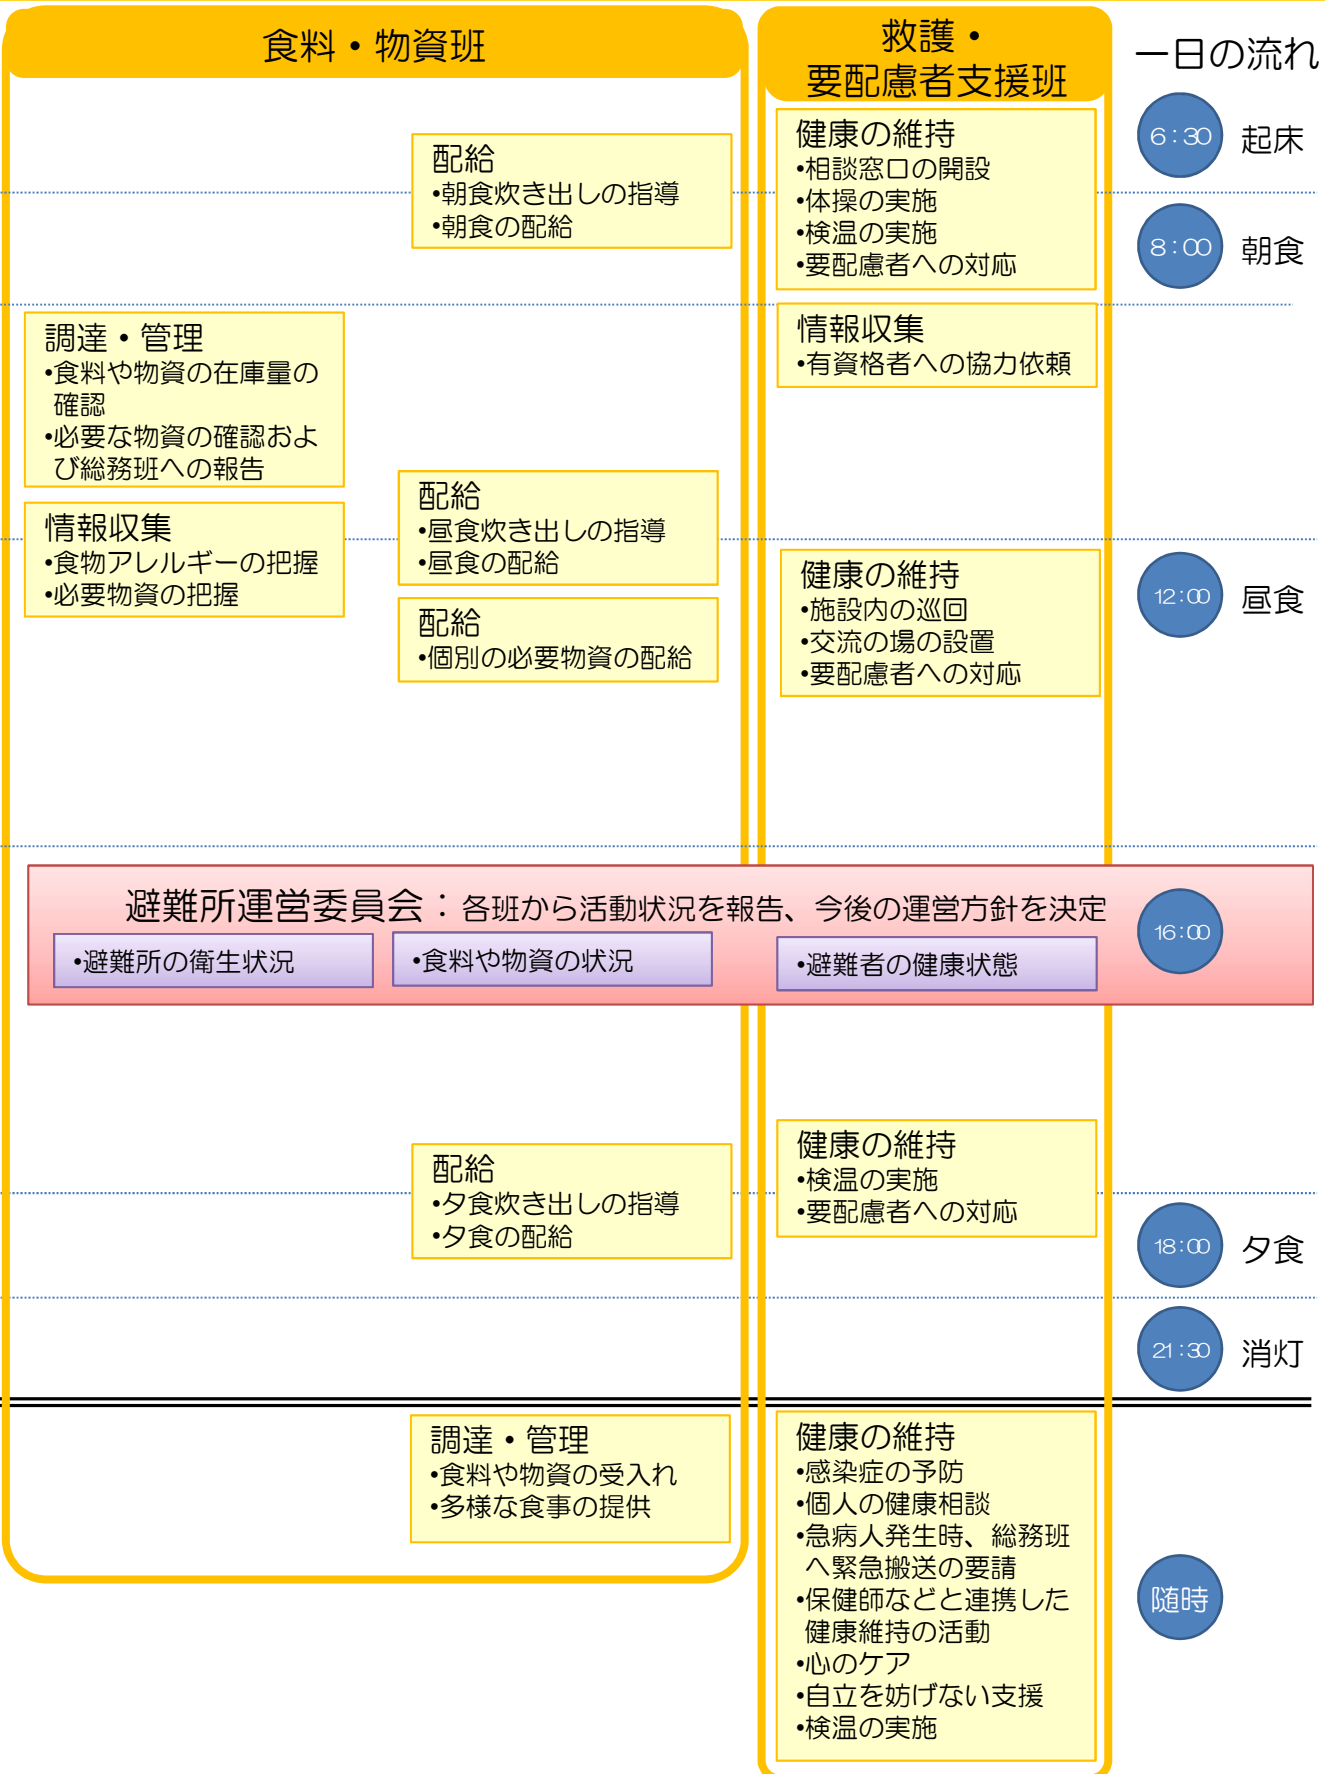 食料・物資班
救護・
要配慮者支援班
一日の流れ
6:30 起床
配給
•朝食炊き出しの指導
•朝食の配給
健康の維持
•相談窓口の開設
•体操の実施
•検温の実施
•要配慮者への対応
8:00 朝食
調達・管理
•食料や物資の在庫量の
確認
•必要な物資の確認およ
び総務班への報告
情報収集
•有資格者への協力依頼
情報収集
•食物アレルギーの把握
•必要物資の把握
配給
•昼食炊き出しの指導
•昼食の配給
配給
•個別の必要物資の配給
健康の維持
•施設内の巡回
•交流の場の設置
•要配慮者への対応
12:00 昼食
避難所運営委員会：各班から活動状況を報告、今後の運営方針を決定
16:00
•避難所の衛生状況
•食料や物資の状況
•避難者の健康状態
配給
•夕食炊き出しの指導
•夕食の配給
健康の維持
•検温の実施
•要配慮者への対応
18:00 夕食
21:30 消灯
調達・管理
•食料や物資の受入れ
•多様な食事の提供
健康の維持
•感染症の予防
•個人の健康相談
•急病人発生時、総務班
へ緊急搬送の要請
•保健師などと連携した
健康維持の活動
•心のケア
•自立を妨げない支援
•検温の実施
随時